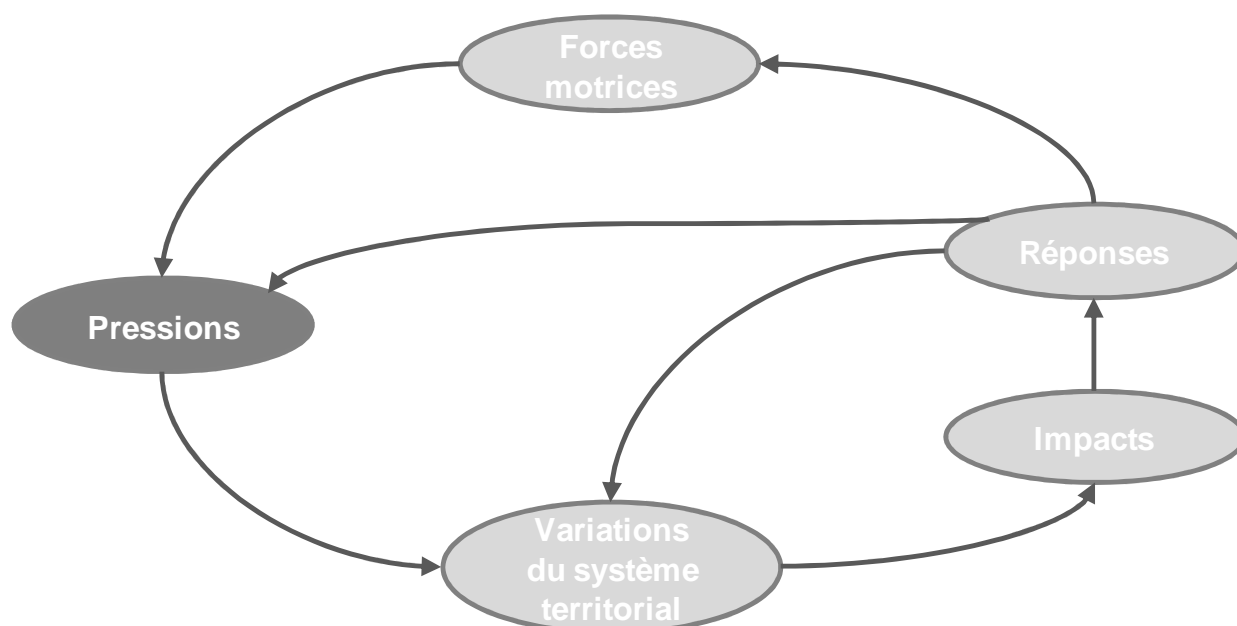 Forces
motrices
Réponses
Pressions
Impacts
Variations
du système
territorial